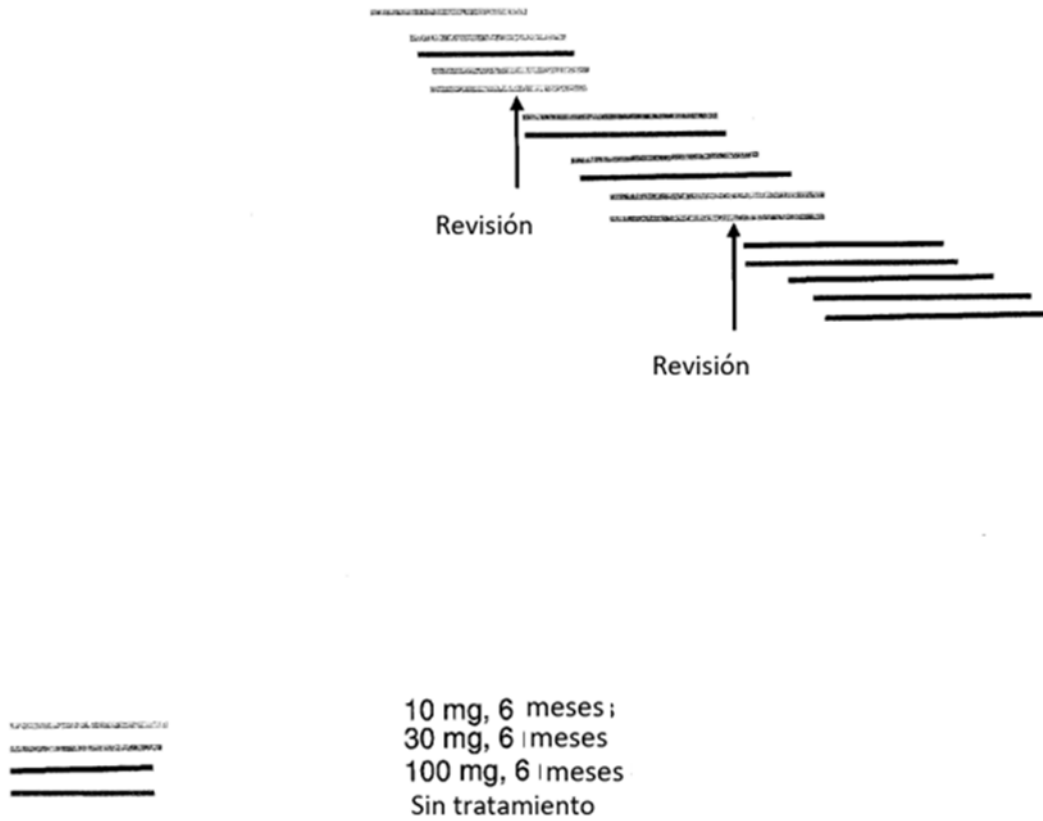 Revisión
Revisión
10 mg, 6 meses;
30 mg, 6 meses
100 mg, 6 meses
Sin tratamiento